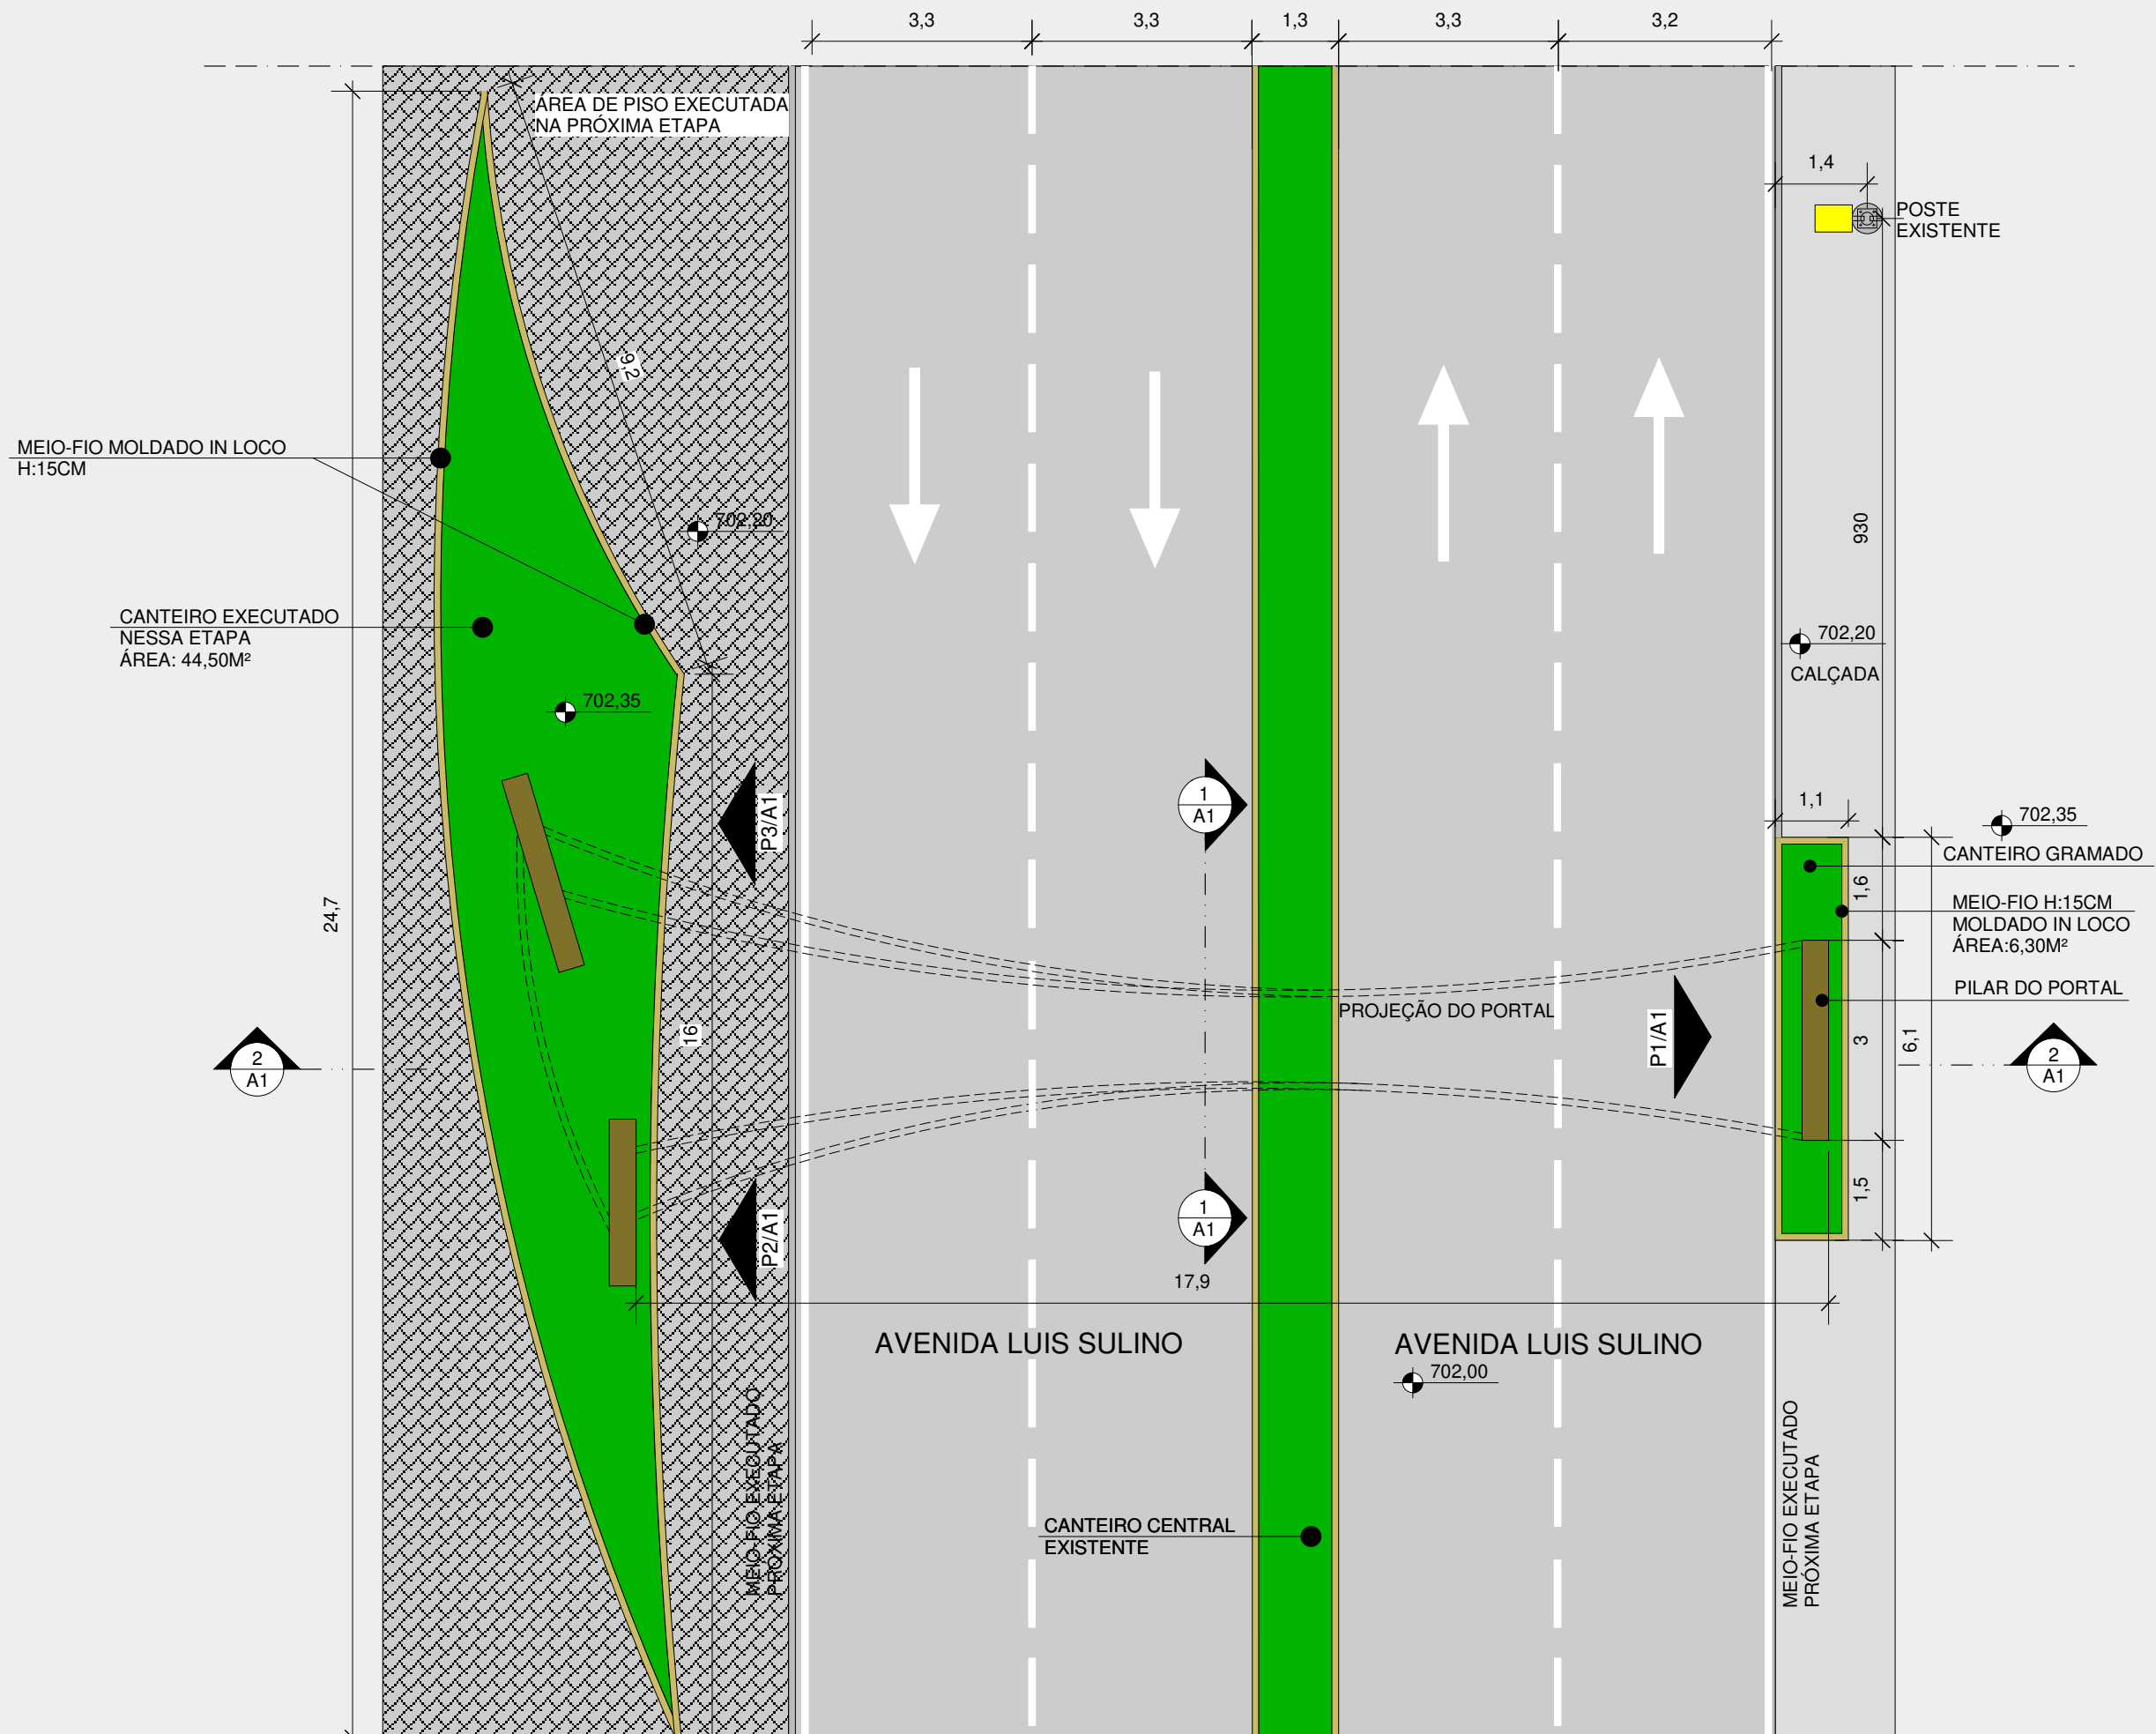 3,3
3,3
1,3
3,3
3,2
ÁREA DE PISO EXECUTADA
NA PRÓXIMA ETAPA
1,4
POSTE
EXISTENTE
9,2
MEIO-FIO MOLDADO IN LOCO
H:15CM
702,20
930
CANTEIRO EXECUTADO
NESSA ETAPA
ÁREA: 44,50M²
702,20
CALÇADA
702,35
1
A1
P3/A1
1,1
702,35
CANTEIRO GRAMADO
1,6
MEIO-FIO H:15CM
MOLDADO IN LOCO
ÁREA:6,30M²
24,7
PILAR DO PORTAL
PROJEÇÃO DO PORTAL
16
P1/A1
3
6,1
2
A1
2
A1
1,5
1
A1
P2/A1
17,9
AVENIDA LUIS SULINO
AVENIDA LUIS SULINO
702,00
MEIO-FIO EXECUTADO
PRÓXIMA ETAPA
MEIO-FIO EXECUTADO
PRÓXIMA ETAPA
CANTEIRO CENTRAL
EXISTENTE